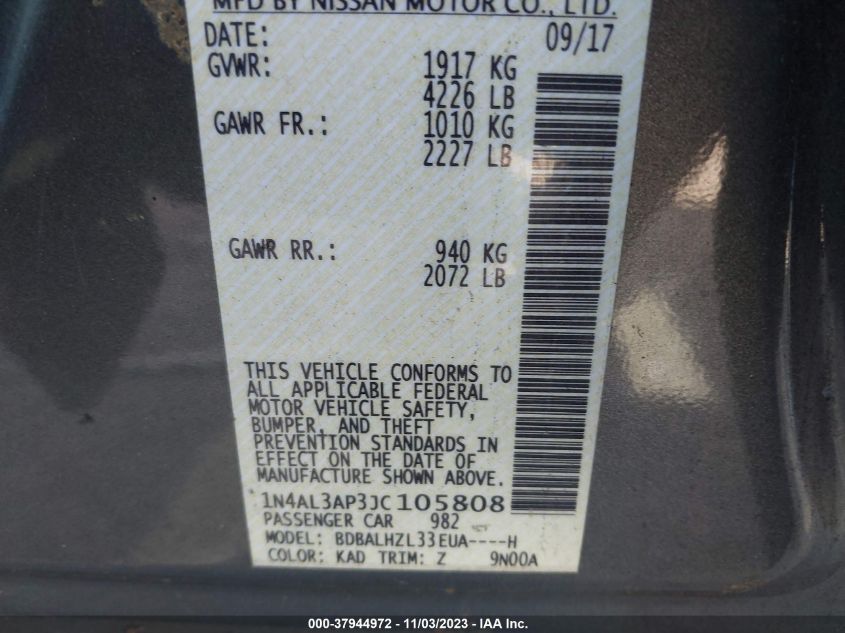 MFD BY NISSAN MOTOR CO., LTD.
DATE: 09/17
GVWR: 1917 KG
4226 LB
GAWR FR.: 1010 KG
2227 LB
GAWR RR.: 940 KG
2072 LB
THIS VEHICLE CONFORMS TO
ALL APPLICABLE FEDERAL
MOTOR VEHICLE SAFETY,
BUMPER, AND THEFT
PREVENTION STANDARDS IN
EFFECT ON THE DATE OF
MANUFACTURE SHOWN ABOVE.
1N4AL3AP3JC105808
PASSENGER CAR 982
MODEL: BDBALHZL33EUA----H
COLOR: KAD TRIM: Z 9N00A
000-37944972 - 11/03/2023 - IAA Inc.